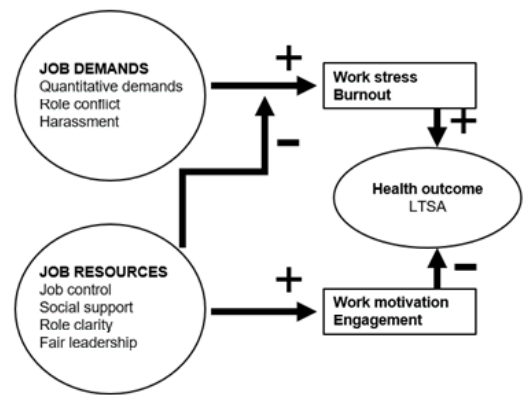 JOB DEMANDS
Quantitative demands
Role conflict
Harassment
+
Work stress
Burnout
+
−
Health outcome
LTSA
−
JOB RESOURCES
Job control
Social support
Role clarity
Fair leadership
+
Work motivation
Engagement